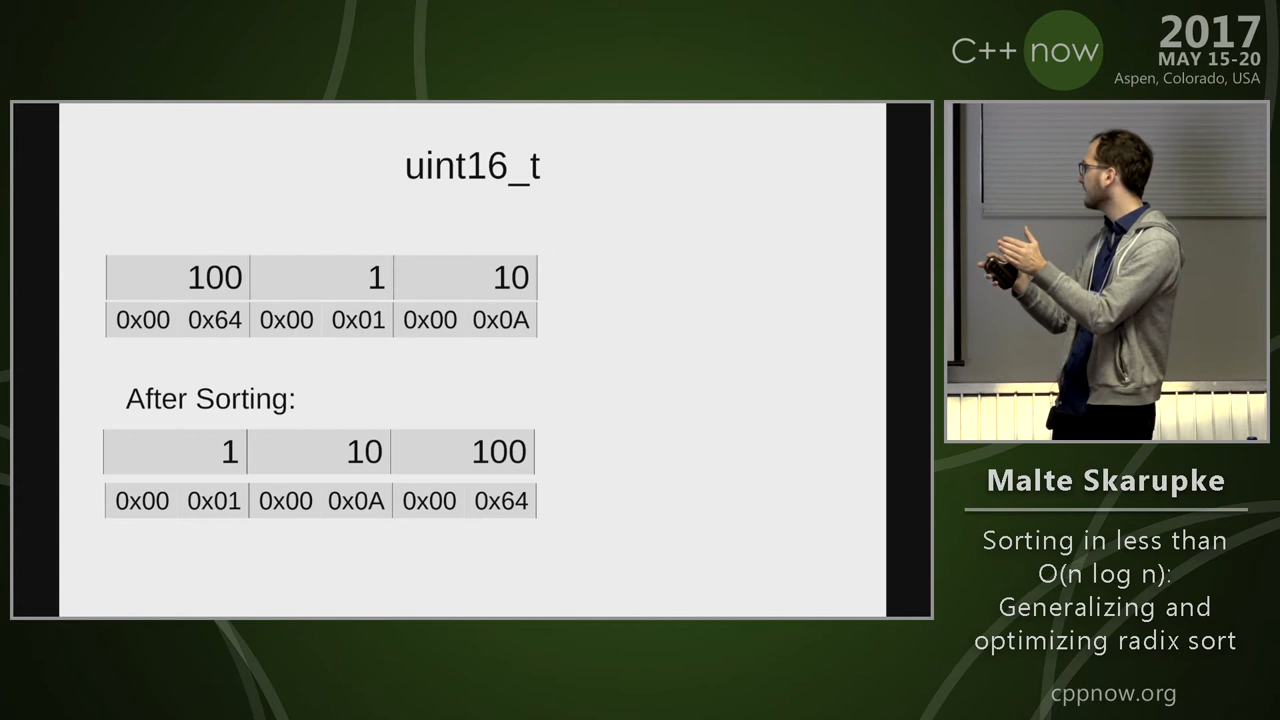 C++ now
2017
MAY 15-20
Aspen, Colorado, USA
uint16_t
100 1 10
0x00 0x64 0x00 0x01 0x00 0x0A
After Sorting:
1 10 100
0x00 0x01 0x00 0x0A 0x00 0x64
Malte Skarupke
Sorting in less than
O(n log n):
Generalizing and
optimizing radix sort
cppnow.org